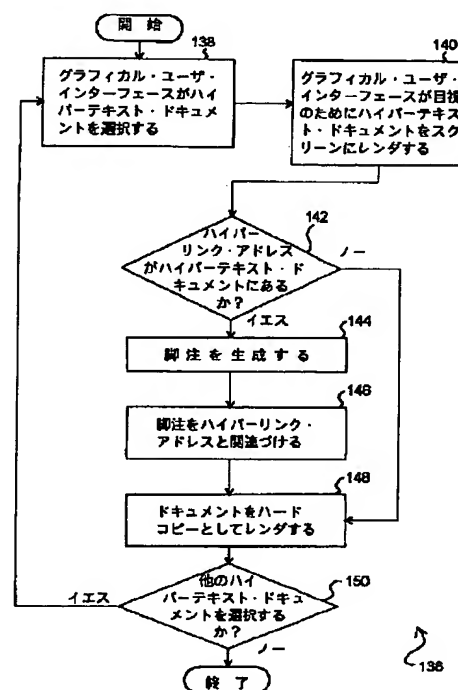 開始
138
グラフィカル・ユーザ・
インターフェースがハイ
パーテキスト・ドキュメ
ントを選択する
140
グラフィカル・ユーザ・
インターフェースが目視
のためにハイパーテキス
ト・ドキュメントをスク
リーンにレンダする
142
ハイパー
リンク・アドレス
がハイパーテキスト・ド
キュメントにある
か?
ノー
イエス
144
脚注を生成する
146
脚注をハイパーリンク・
アドレスと関連づける
148
ドキュメントをハード
コピーとしてレンダする
150
他のハイ
パーテキスト・ドキュ
メントを選択する
か?
イエス
ノー
136
終了